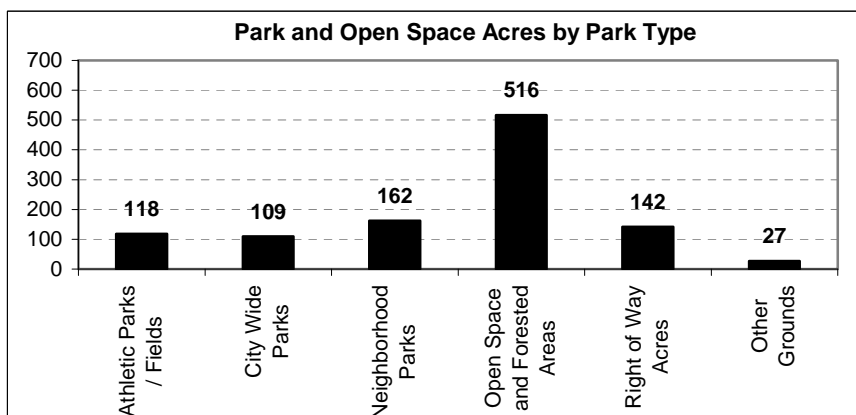 Park and Open Space Acres by Park Type
700
600
500
400
300
200
100
0
118
109
162
516
142
27
Athletic Parks
/ Fields
City Wide
Parks
Neighborhood
Parks
Open Space
and Forested
Areas
Right of Way
Acres
Other
Grounds